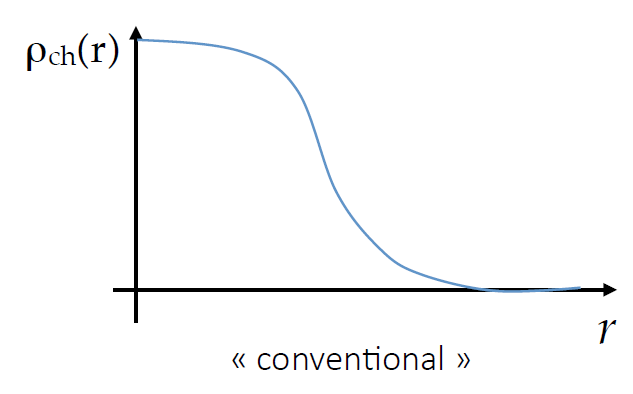 ρch(r)
r
« conventional »